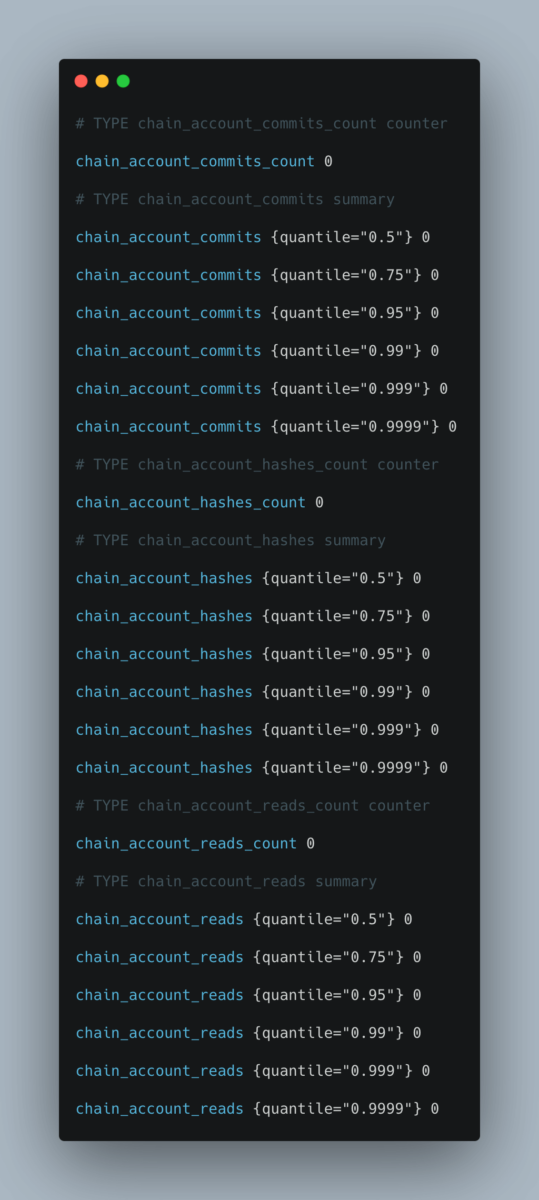 # TYPE chain_account_commits_count counter
chain_account_commits_count 0
# TYPE chain_account_commits summary
chain_account_commits {quantile="0.5"} 0
chain_account_commits {quantile="0.75"} 0
chain_account_commits {quantile="0.95"} 0
chain_account_commits {quantile="0.99"} 0
chain_account_commits {quantile="0.999"} 0
chain_account_commits {quantile="0.9999"} 0
# TYPE chain_account_hashes_count counter
chain_account_hashes_count 0
# TYPE chain_account_hashes summary
chain_account_hashes {quantile="0.5"} 0
chain_account_hashes {quantile="0.75"} 0
chain_account_hashes {quantile="0.95"} 0
chain_account_hashes {quantile="0.99"} 0
chain_account_hashes {quantile="0.999"} 0
chain_account_hashes {quantile="0.9999"} 0
# TYPE chain_account_reads_count counter
chain_account_reads_count 0
# TYPE chain_account_reads summary
chain_account_reads {quantile="0.5"} 0
chain_account_reads {quantile="0.75"} 0
chain_account_reads {quantile="0.95"} 0
chain_account_reads {quantile="0.99"} 0
chain_account_reads {quantile="0.999"} 0
chain_account_reads {quantile="0.9999"} 0